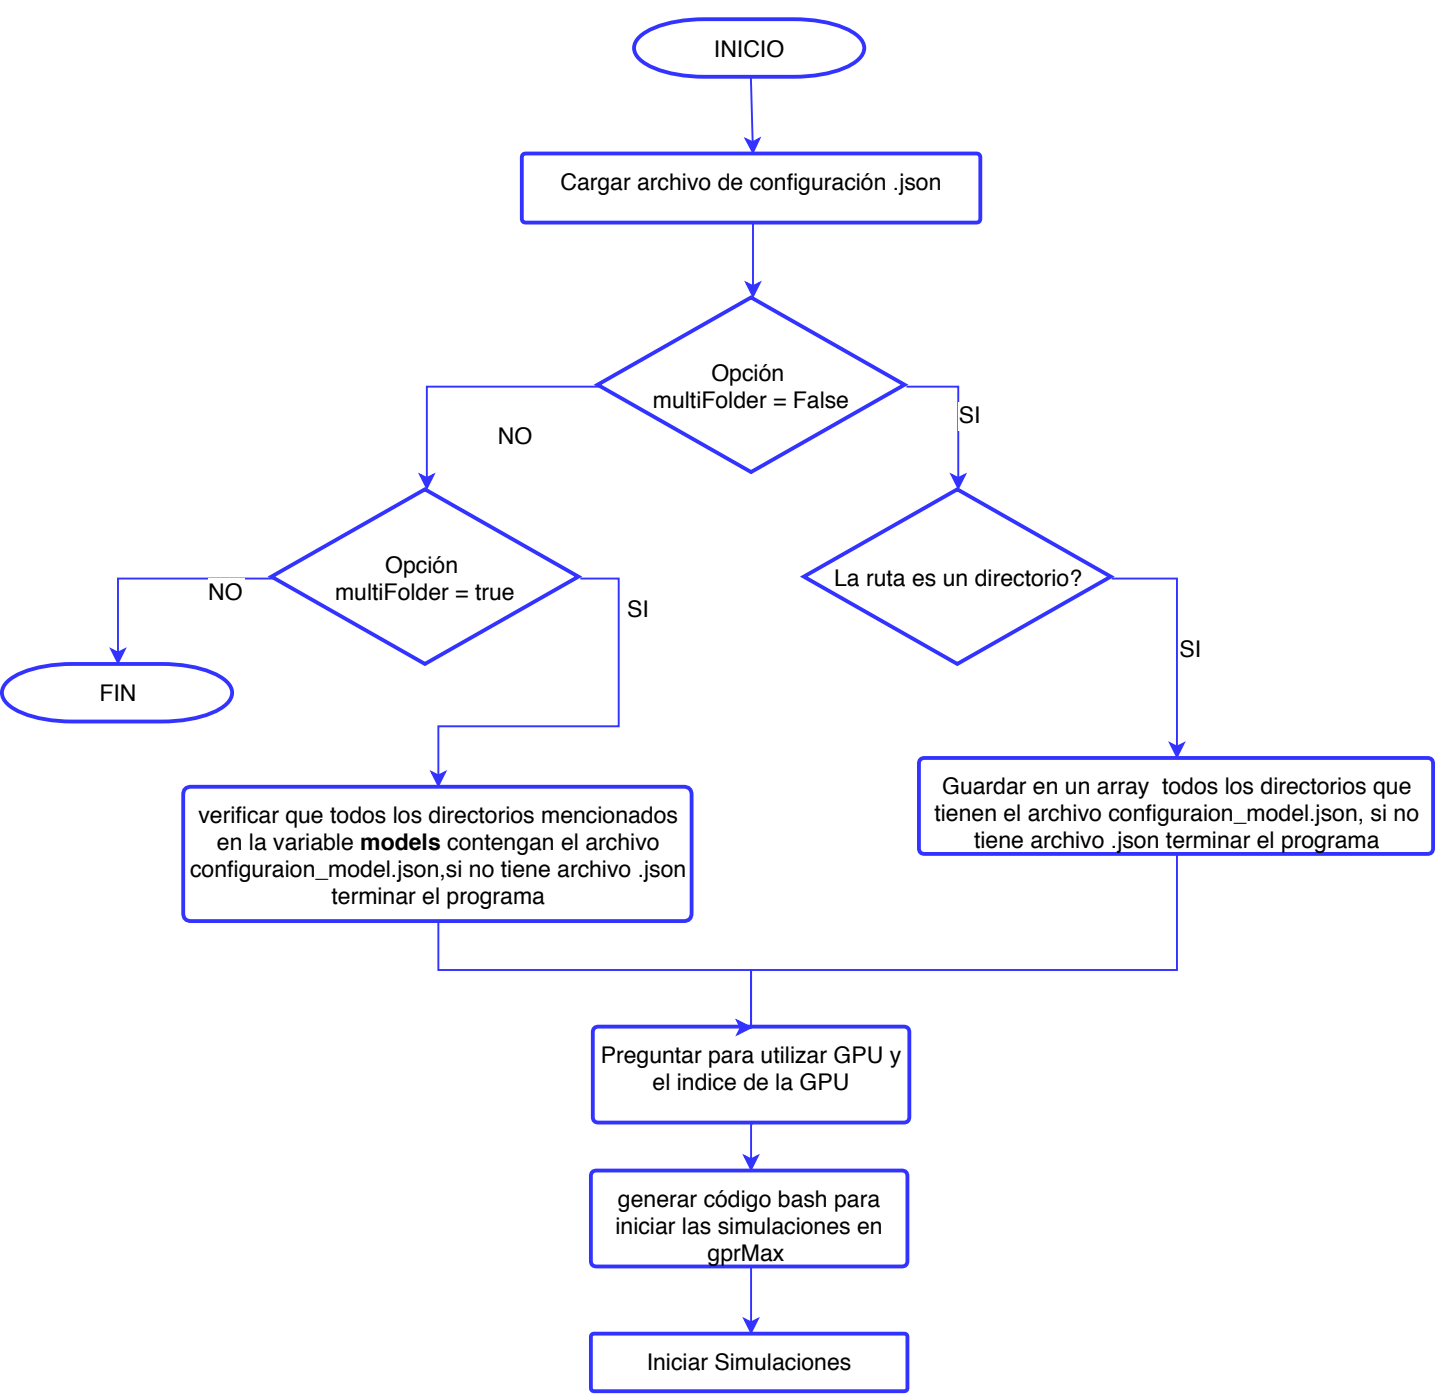 INICIO
Cargar archivo de configuración .json
Opción
multiFolder = False
NO
SI
Opción
multiFolder = true
La ruta es un directorio?
NO
SI
SI
FIN
verificar que todos los directorios mencionados
en la variable models contengan el archivo
configuraion_model.json,si no tiene archivo .json
terminar el programa
Guardar en un array  todos los directorios que
tienen el archivo configuraion_model.json, si no
tiene archivo .json terminar el programa
Preguntar para utilizar GPU y
el indice de la GPU
generar código bash para
iniciar las simulaciones en
gprMax
Iniciar Simulaciones